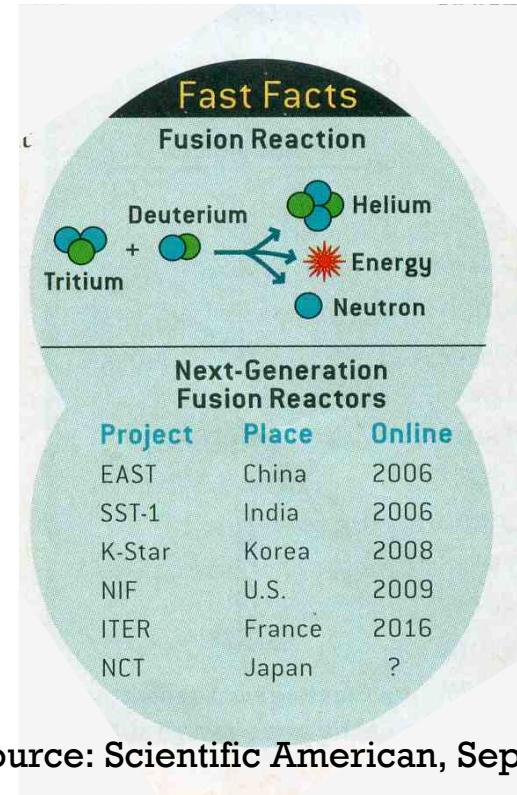 Fast Facts
Fusion Reaction
Deuterium
Helium
+
Energy
Tritium
Neutron
Next-Generation
Fusion Reactors
Project Place Online
EAST China 2006
SST-1 India 2006
K-Star Korea 2008
NIF U.S. 2009
ITER France 2016
NCT Japan ?
ource: Scientific American, Sep